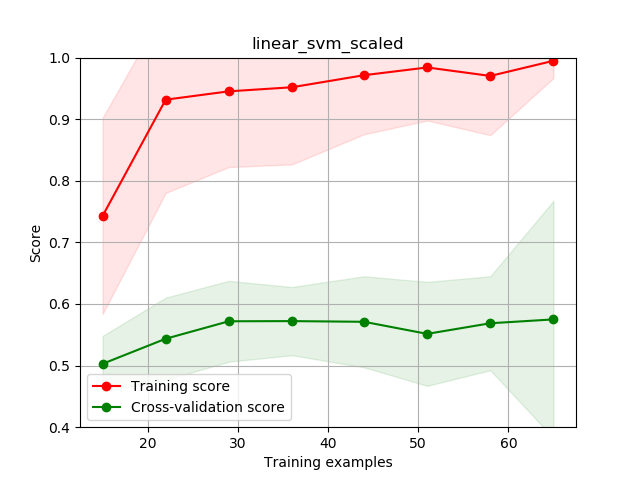 linear_svm_scaled
Score
1.0
0.9
0.8
0.7
0.6
0.5
0.4
Training score
Cross-validation score
20 30 40 50 60
Training examples